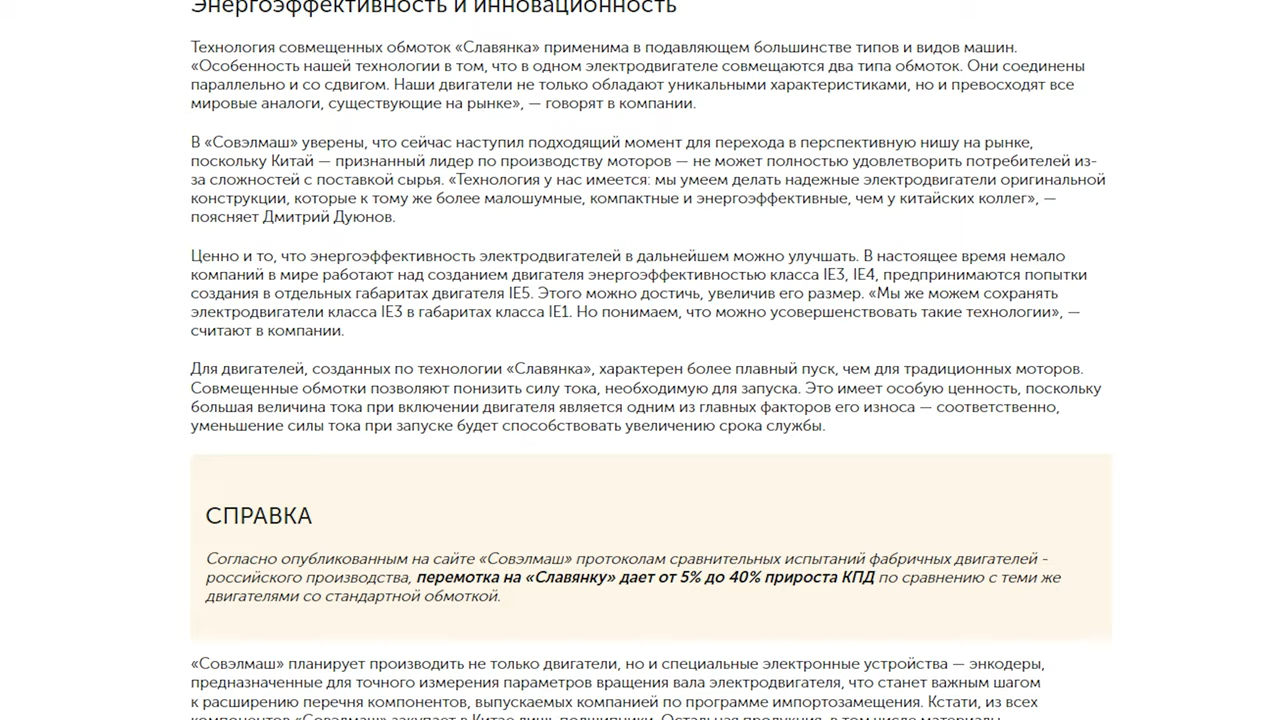 Энергоэффективность и инновационность
Технология совмещенных обмоток «Славянка» применима в подавляющем большинстве типов и видов машин.
«Особенность нашей технологии в том, что в одном электродвигателе совмещаются два типа обмоток. Они соединены
параллельно и со сдвигом. Наши двигатели не только обладают уникальными характеристиками, но и превосходят все
мировые аналоги, существующие на рынке», — говорят в компании.
В «Совэлмаш» уверены, что сейчас наступил подходящий момент для перехода в перспективную нишу на рынке,
поскольку Китай — признанный лидер по производству моторов — не может полностью удовлетворить потребителей из-
за сложностей с поставкой сырья. «Технология у нас имеется: мы умеем делать надежные электродвигатели оригинальной
конструкции, которые к тому же более малошумные, компактные и энергоэффективные, чем у китайских коллег», —
поясняет Дмитрий Дуюнов.
Ценно и то, что энергоэффективность электродвигателей в дальнейшем можно улучшать. В настоящее время немало
компаний в мире работают над созданием двигателя энергоэффективностью класса IE3, IE4, предпринимаются попытки
создания в отдельных габаритах двигателя IE5. Этого можно достичь, увеличив его размер. «Мы же можем сохранять
электродвигатели класса IE3 в габаритах класса IE1. Но понимаем, что можно усовершенствовать такие технологии», —
считают в компании.
Для двигателей, созданных по технологии «Славянка», характерен более плавный пуск, чем для традиционных моторов.
Совмещенные обмотки позволяют понизить силу тока, необходимую для запуска. Это имеет особую ценность, поскольку
большая величина тока при включении двигателя является одним из главных факторов его износа — соответственно,
уменьшение силы тока при запуске будет способствовать увеличению срока службы.
СПРАВКА
Согласно опубликованным на сайте «Совэлмаш» протоколам сравнительных испытаний фабричных двигателей -
российского производства, перемотка на «Славянку» дает от 5% до 40% прироста КПД по сравнению с теми же
двигателями со стандартной обмоткой.
«Совэлмаш» планирует производить не только двигатели, но и специальные электронные устройства — энкодеры,
предназначенные для точного измерения параметров вращения вала электродвигателя, что станет важным шагом
к расширению перечня компонентов, выпускаемых компанией по программе импортозамещения. Кстати, из всех
компонентов «Совэлмаш» закупает в Китае лишь подшипники. Остальная продукция, в том числе материалы,